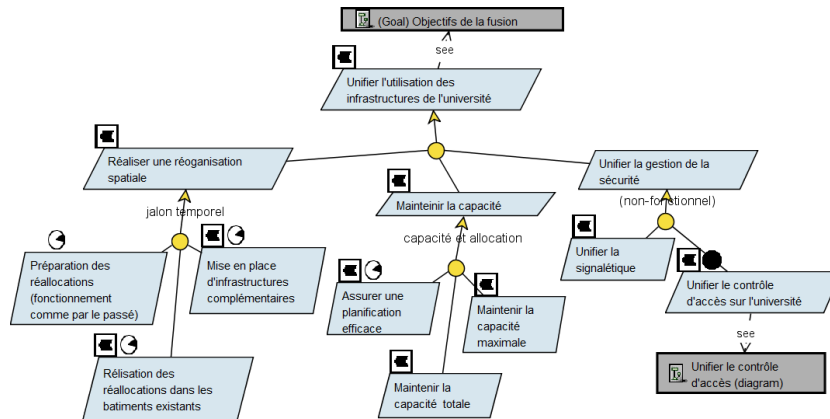 (Goal) Objectifs de la fusion
see
Unifier l'utilisation des
infrastructures de l'université
Réaliser une réoganisation
spatiale
Unifier la gestion de la
sécurité
Mainteinir la capacité
(non-fonctionnel)
jalon temporel
capacité et allocation
Unifier la
signalétique
Préparation des
réallocations
(fonctionnement
comme par le passé)
Mise en place
d'infrastructures
complémentaires
Assurer une
planification
efficace
Maintenir la
capacité
maximale
Unifier le contrôle
d'accès sur l'université
see
Rélisation des
réallocations dans les
batiments existants
Maintenir la
capacité totale
Unifier le contrôle
d'accès (diagram)